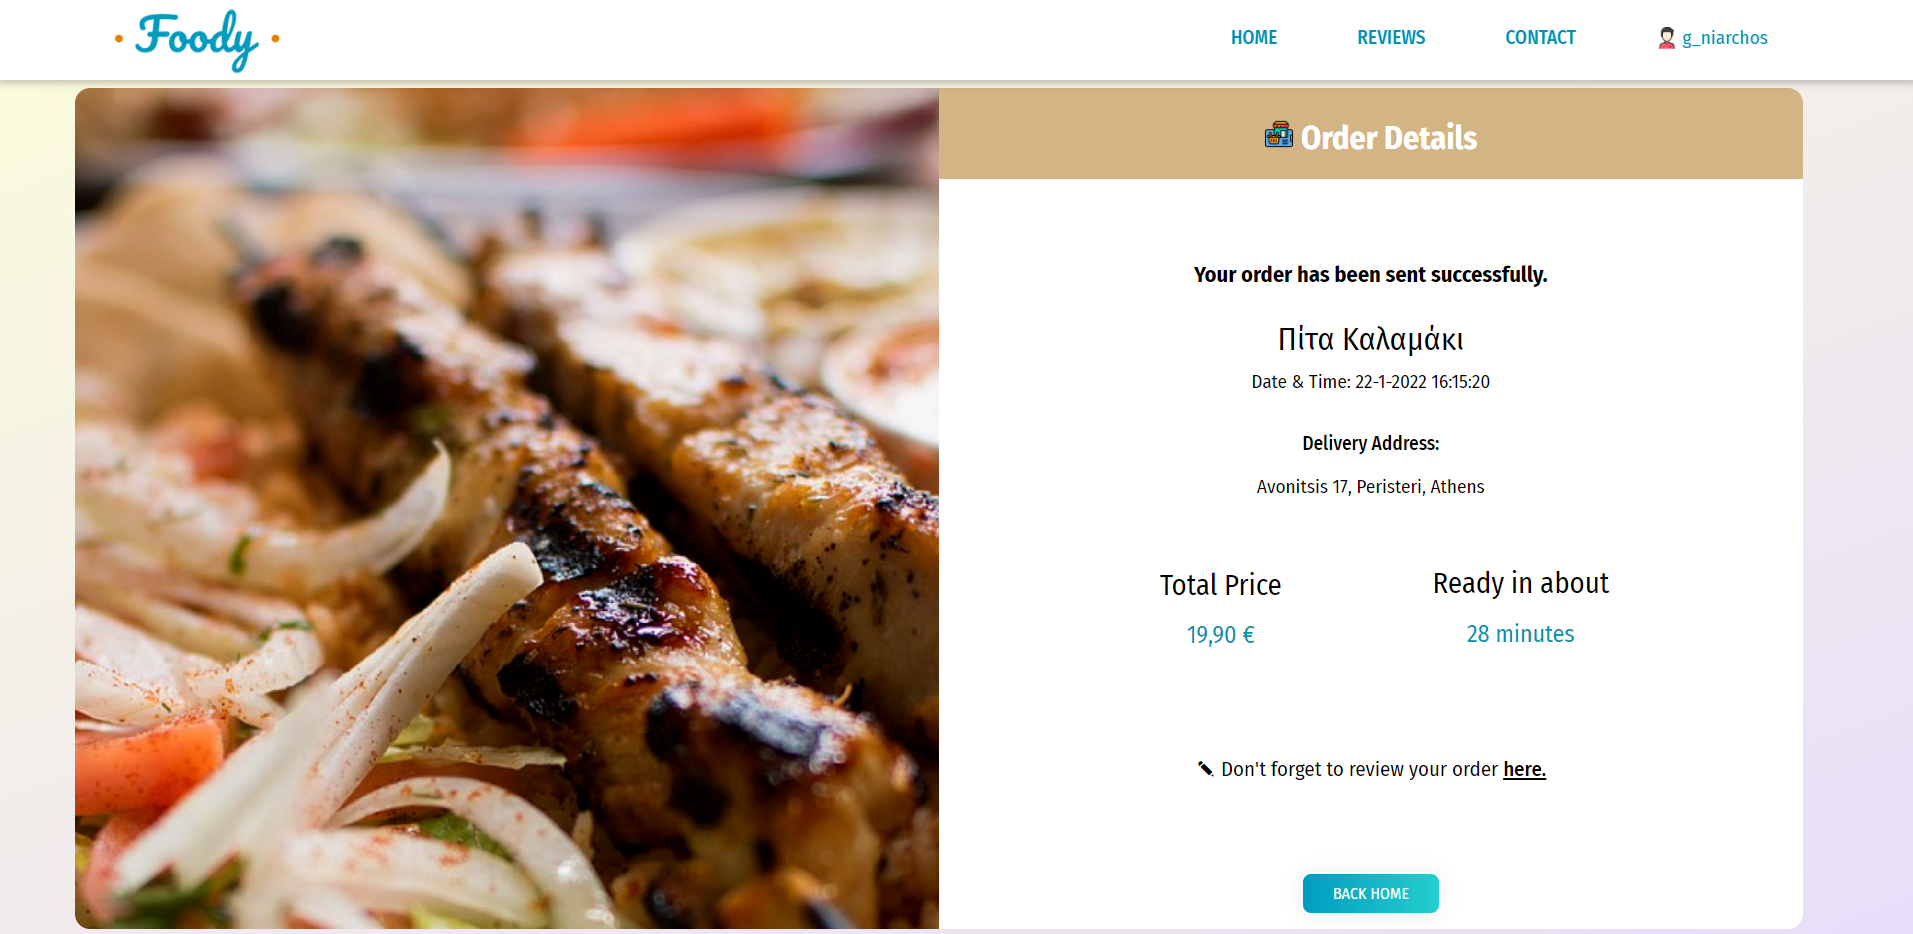 Foody
HOME REVIEWS CONTACT g_niarchos
Order Details
Your order has been sent successfully.
Πίτα Καλαμάκι
Date & Time: 22-1-2022 16:15:20
Delivery Address:
Avonitsis 17, Peristeri, Athens
Total Price Ready in about
19,90 € 28 minutes
Don't forget to review your order here.
BACK HOME